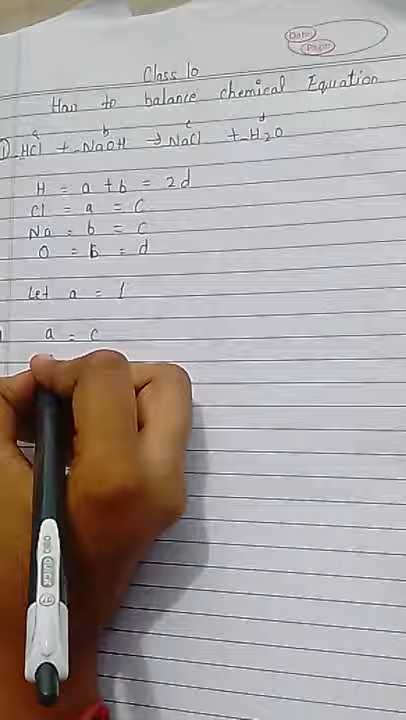 Date:
Page:
Class 10
How to balance chemical Equation
a b c d
1) HCl + NaOH → NaCl + H2O
H = a + b = 2d
Cl = a = c
Na = b = c
O = b = d
Let a = 1
a = c